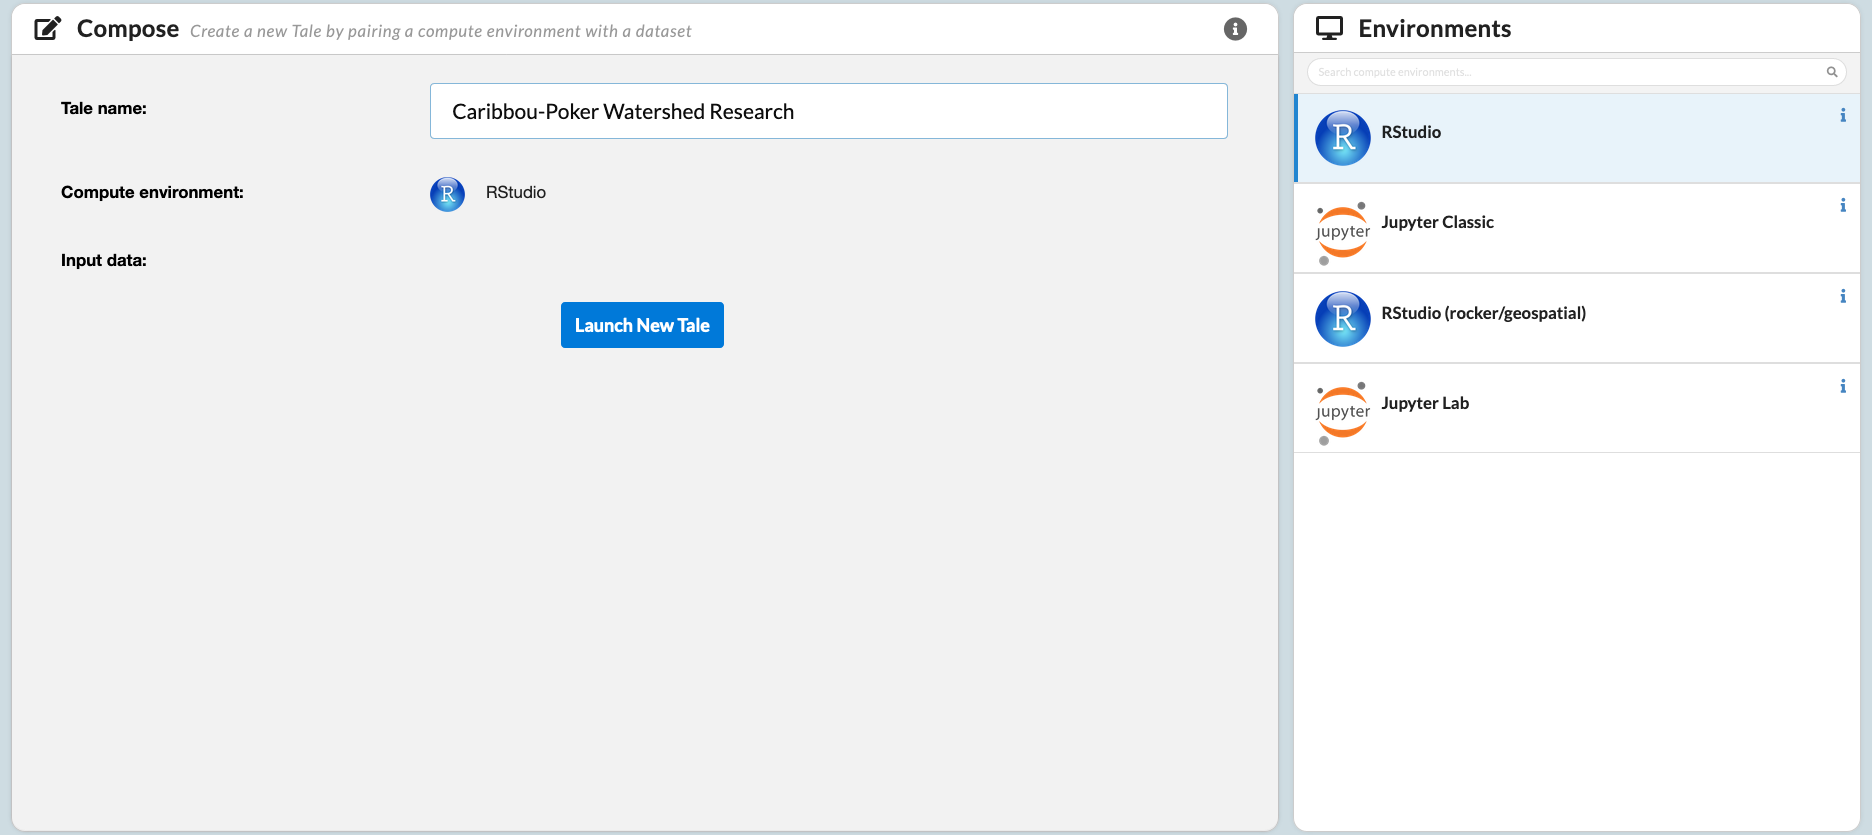 Compose Create a new Tale by pairing a compute environment with a dataset
Tale name:
Caribbou-Poker Watershed Research
Compute environment:
R
RStudio
Input data:
Launch New Tale
Environments
Search compute environments...
R
RStudio
jupyter
Jupyter Classic
R
RStudio (rocker/geospatial)
jupyter
Jupyter Lab